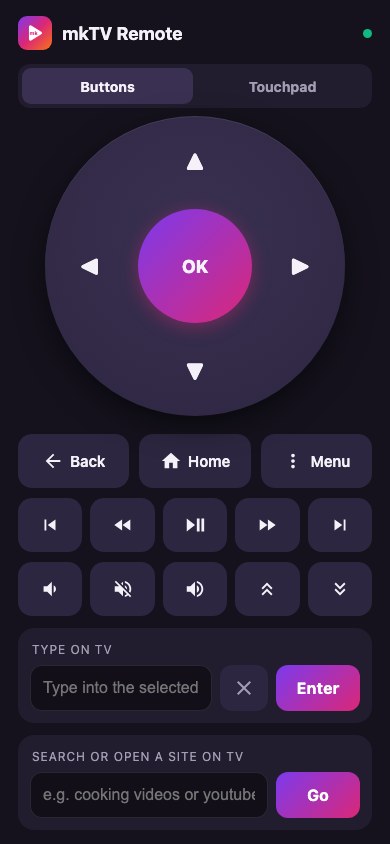 mkTV Remote
Buttons
Touchpad
OK
Back
Home
Menu
TYPE ON TV
Type into the selected
Enter
SEARCH OR OPEN A SITE ON TV
e.g. cooking videos or youtube
Go